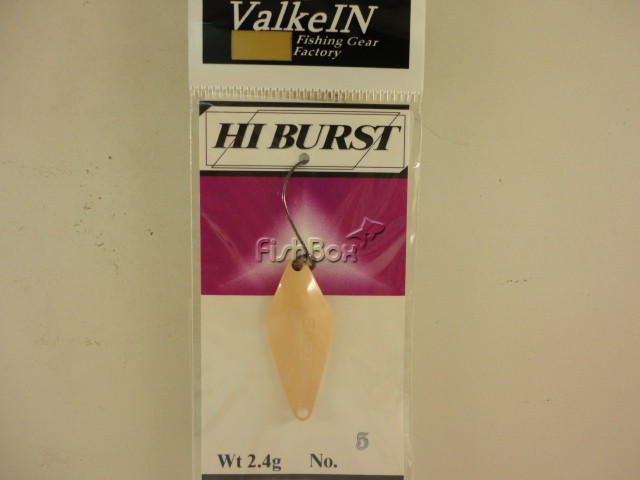 ValkeIN
Fishing Gear
Factory
HI BURST
FishBox
Wt 2.4g No. 5